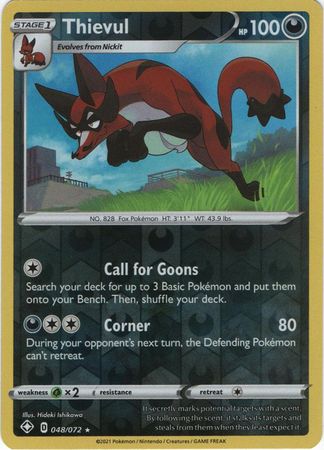 STAGE 1
Thievul
HP 100
Evolves from Nickit
NO. 828 Fox Pokémon HT: 3'11" WT: 43.9 lbs.
Call for Goons
Search your deck for up to 3 Basic Pokémon and put them
onto your Bench. Then, shuffle your deck.
Corner 80
During your opponent's next turn, the Defending Pokémon
can't retreat.
Illus. Hideki Ishikawa
weakness ×2 resistance retreat
048/072 ★
It secretly marks potential targets with a scent.
By following the scent, it stalks its targets and
steals from them when they least expect it.
©2021 Pokémon / Nintendo / Creatures / GAME FREAK